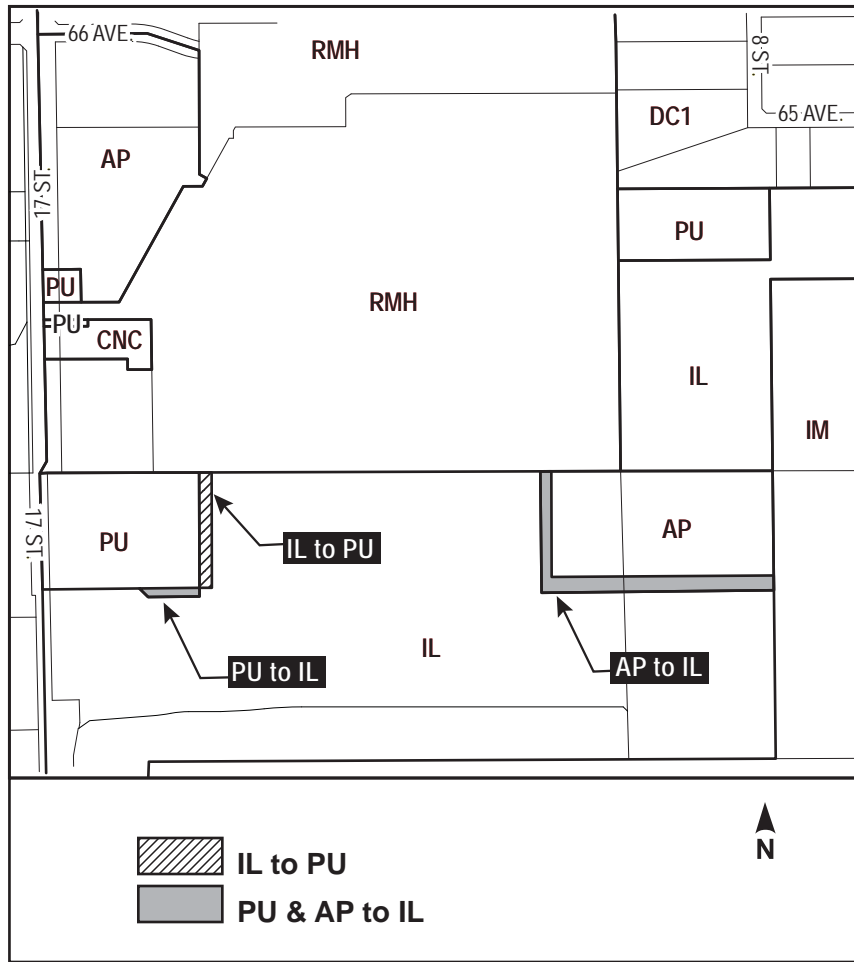 66 AVE.
RMH
8 ST.
65 AVE.
DC1
AP
17 ST.
PU
PU
RMH
PU
CNC
IL
IM
17 ST.
PU
IL to PU
AP
IL
PU to IL
AP to IL
N
IL to PU
PU & AP to IL